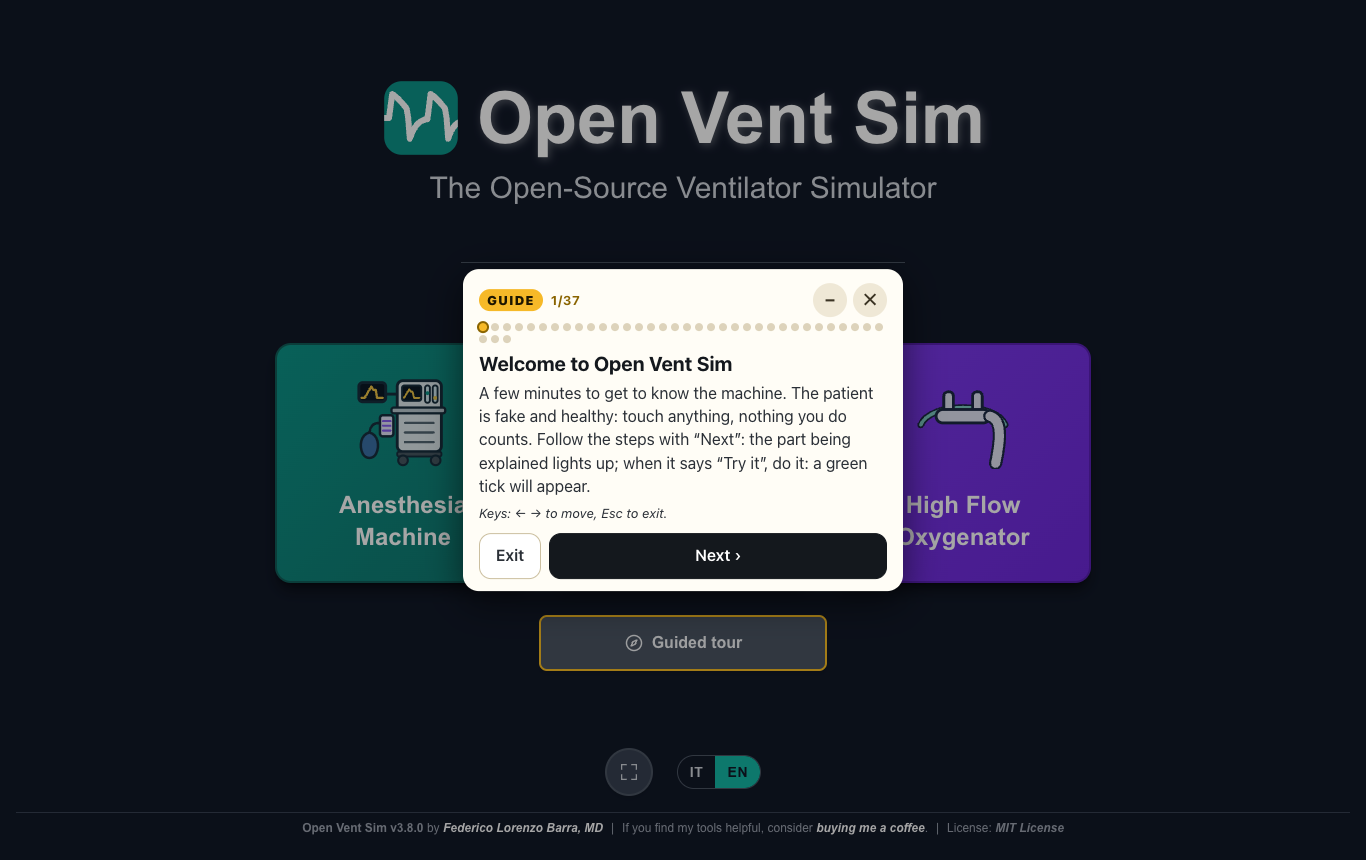 Open Vent Sim
The Open-Source Ventilator Simulator
GUIDE 1/37
Welcome to Open Vent Sim
A few minutes to get to know the machine. The patient
is fake and healthy: touch anything, nothing you do
counts. Follow the steps with “Next”: the part being
explained lights up; when it says “Try it”, do it: a green
tick will appear.
Keys: ← → to move, Esc to exit.
Exit
Next ›
Anesthesia
Machine
High Flow
Oxygenator
Guided tour
IT EN
Open Vent Sim v3.8.0 by Federico Lorenzo Barra, MD | If you find my tools helpful, consider buying me a coffee. | License: MIT License